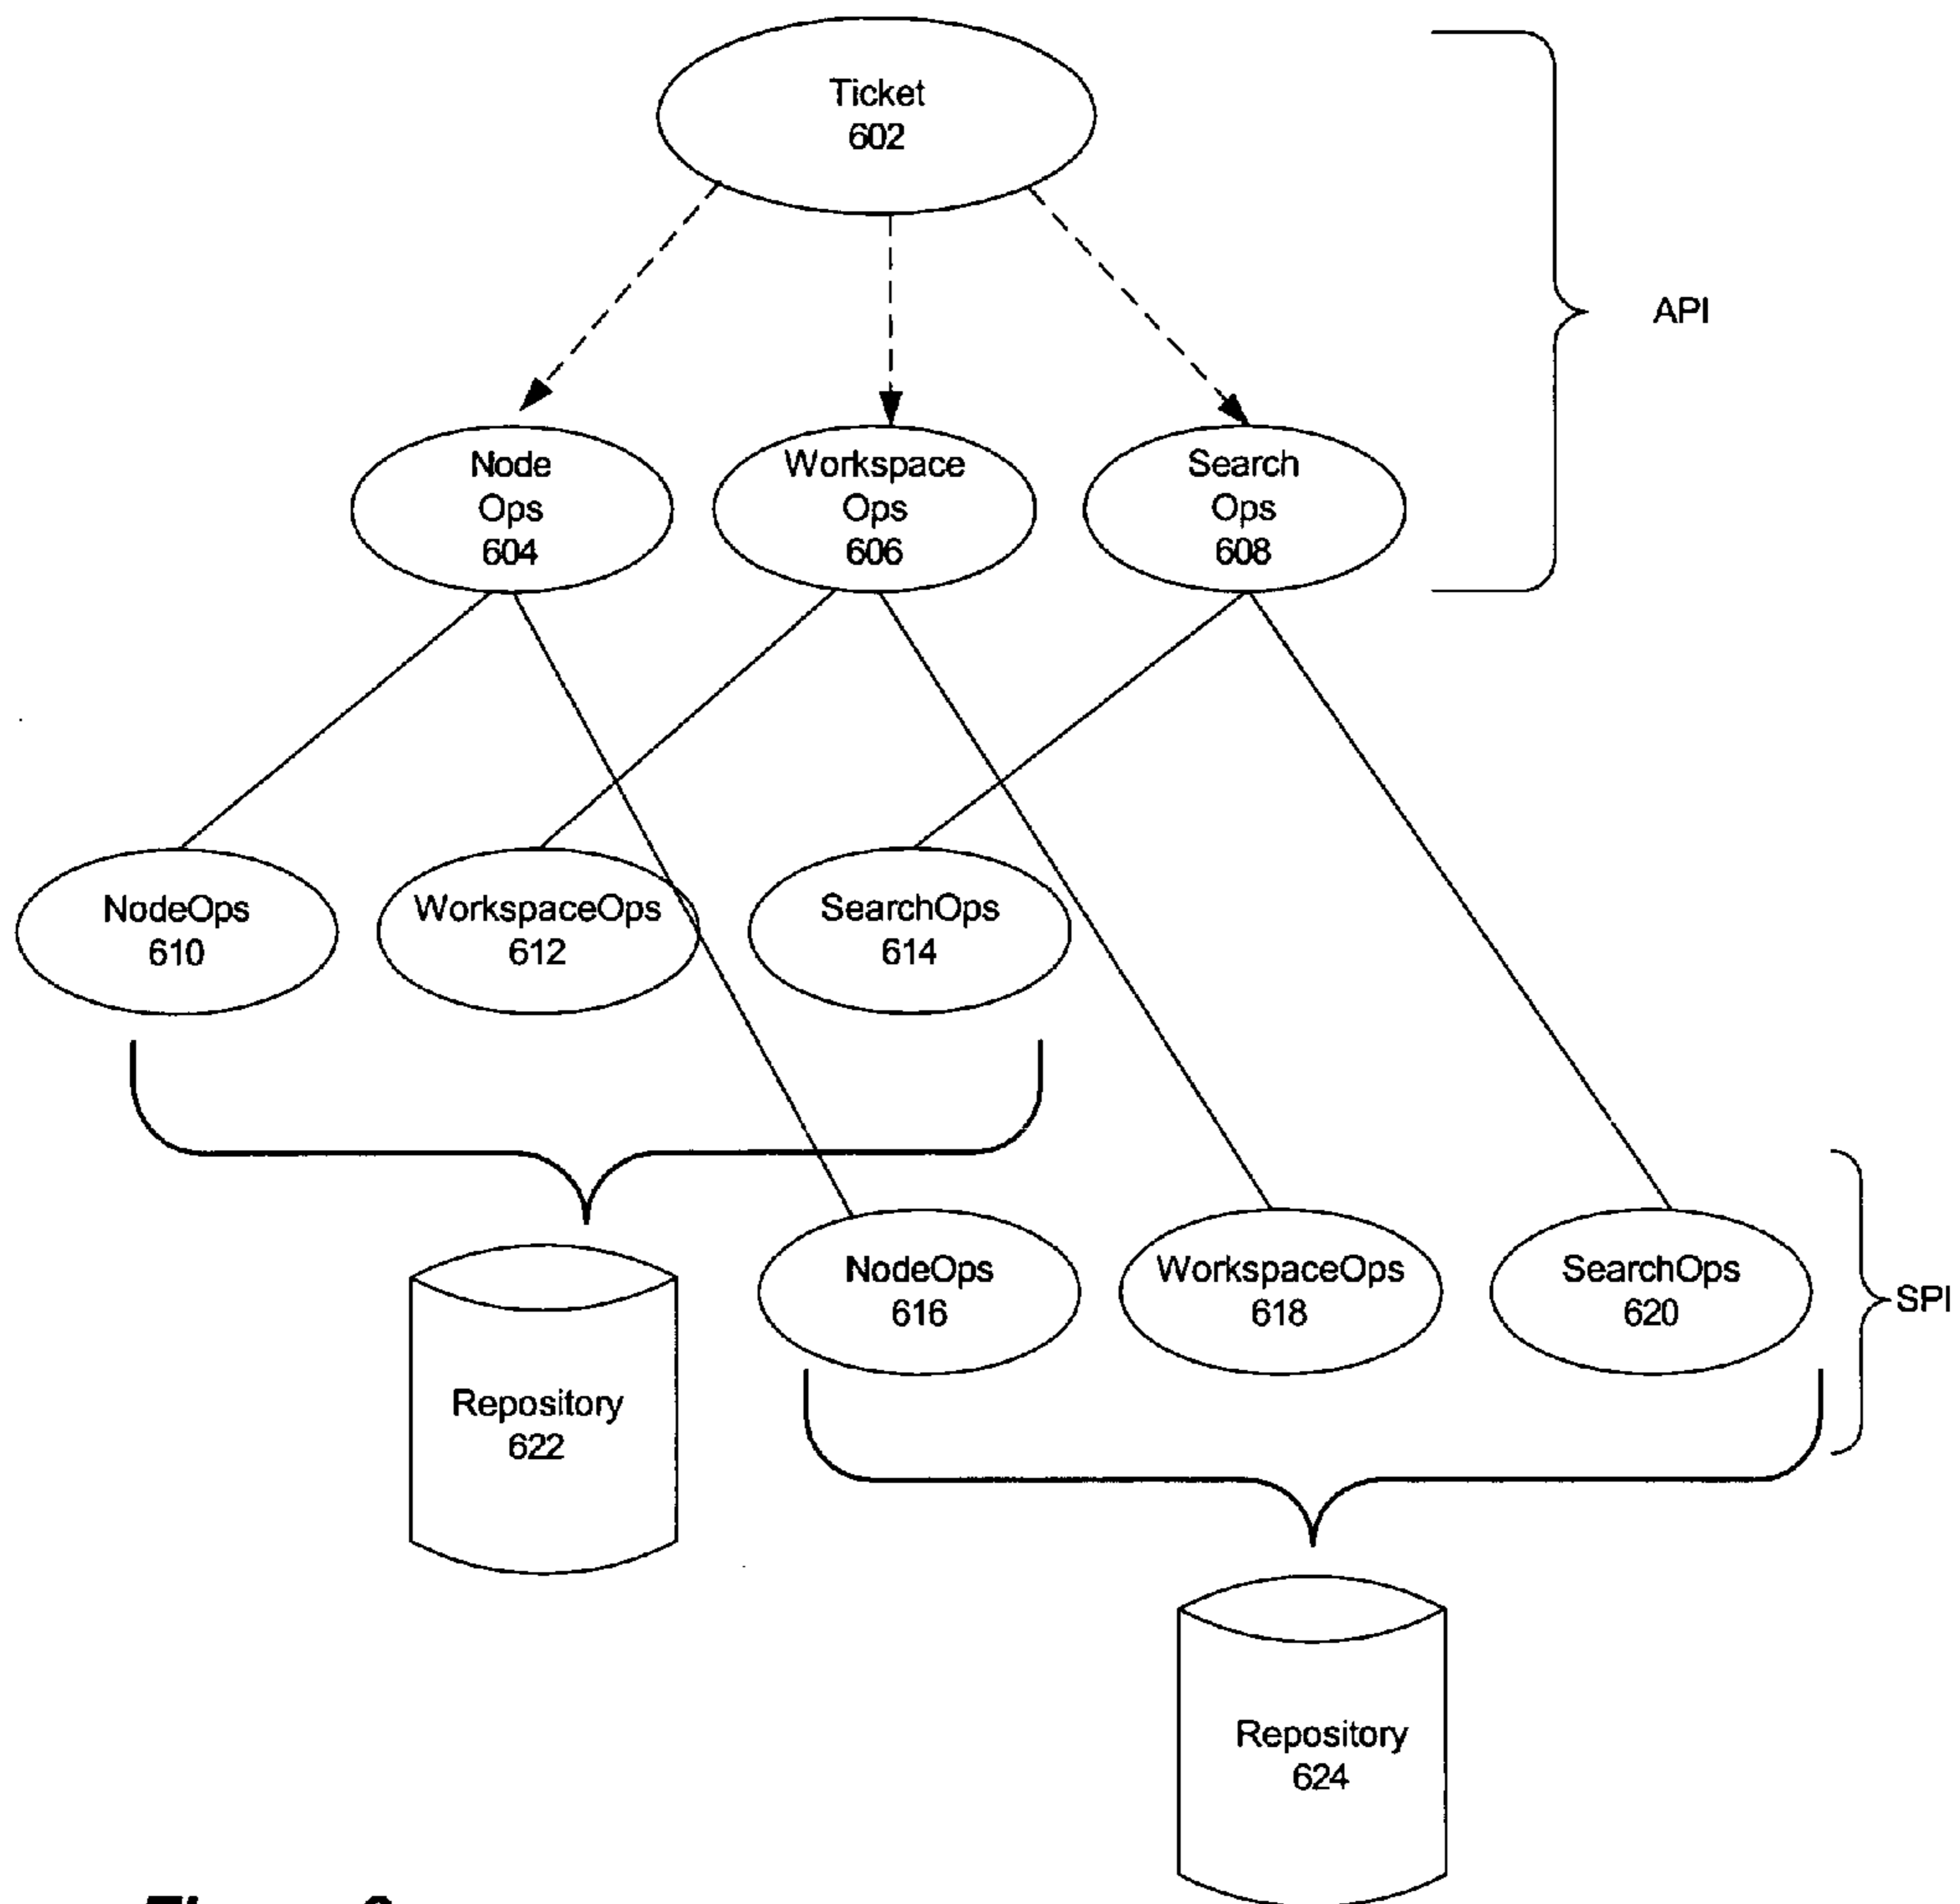 Ticket
602
API
Node
Ops
604
Workspace
Ops
606
Search
Ops
608
NodeOps
610
WorkspaceOps
612
SearchOps
614
NodeOps
616
WorkspaceOps
618
SearchOps
620
SPI
Repository
622
Repository
624